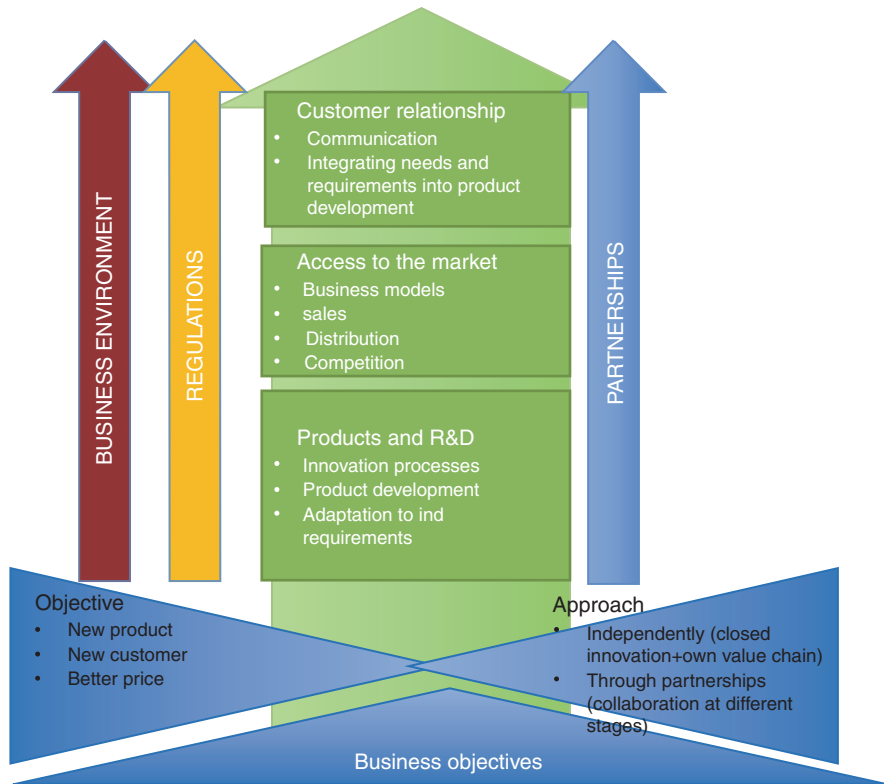 BUSINESS ENVIRONMENT
REGULATIONS
Customer relationship
• Communication
• Integrating needs and
requirements into product
development
Access to the market
• Business models
• sales
• Distribution
• Competition
Products and R&D
• Innovation processes
• Product development
• Adaptation to ind
requirements
PARTNERSHIPS
Objective
• New product
• New customer
• Better price
Approach
• Independently (closed
innovation+own value chain)
• Through partnerships
(collaboration at different
stages)
Business objectives